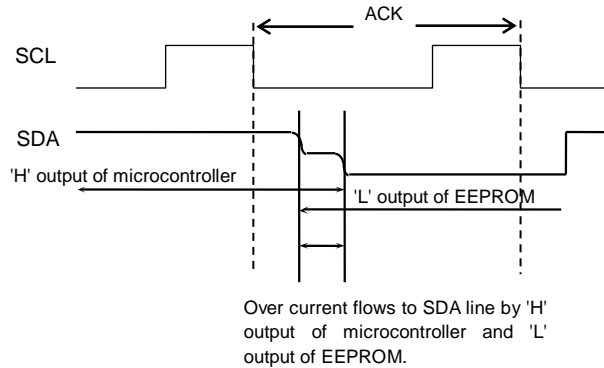 ACK
SCL
SDA
'H' output of microcontroller
'L' output of EEPROM
Over current flows to SDA line by 'H'
output of microcontroller and 'L'
output of EEPROM.